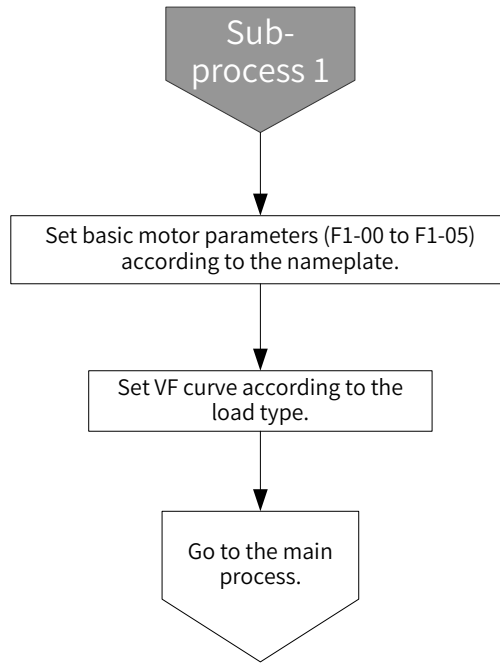 Sub-
process 1
Set basic motor parameters (F1-00 to F1-05)
according to the nameplate.
Set VF curve according to the
load type.
Go to the main
process.